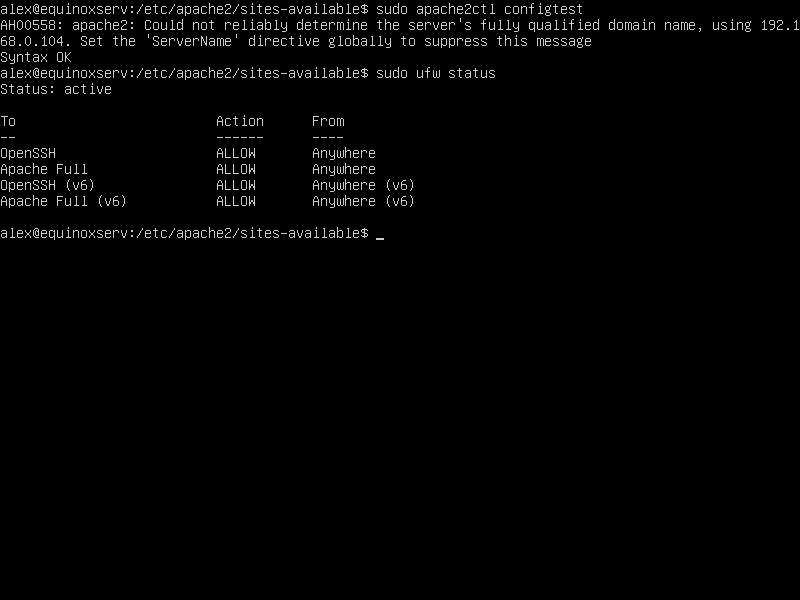 alex@equinoxserv:/etc/apache2/sites-available$ sudo apache2ctl configtest
AH00558: apache2: Could not reliably determine the server's fully qualified domain name, using 192.1
68.0.104. Set the 'ServerName' directive globally to suppress this message
Syntax OK
alex@equinoxserv:/etc/apache2/sites-available$ sudo ufw status
Status: active
To Action From
-- ------ ----
OpenSSH ALLOW Anywhere
Apache Full ALLOW Anywhere
OpenSSH (v6) ALLOW Anywhere (v6)
Apache Full (v6) ALLOW Anywhere (v6)
alex@equinoxserv:/etc/apache2/sites-available$ _